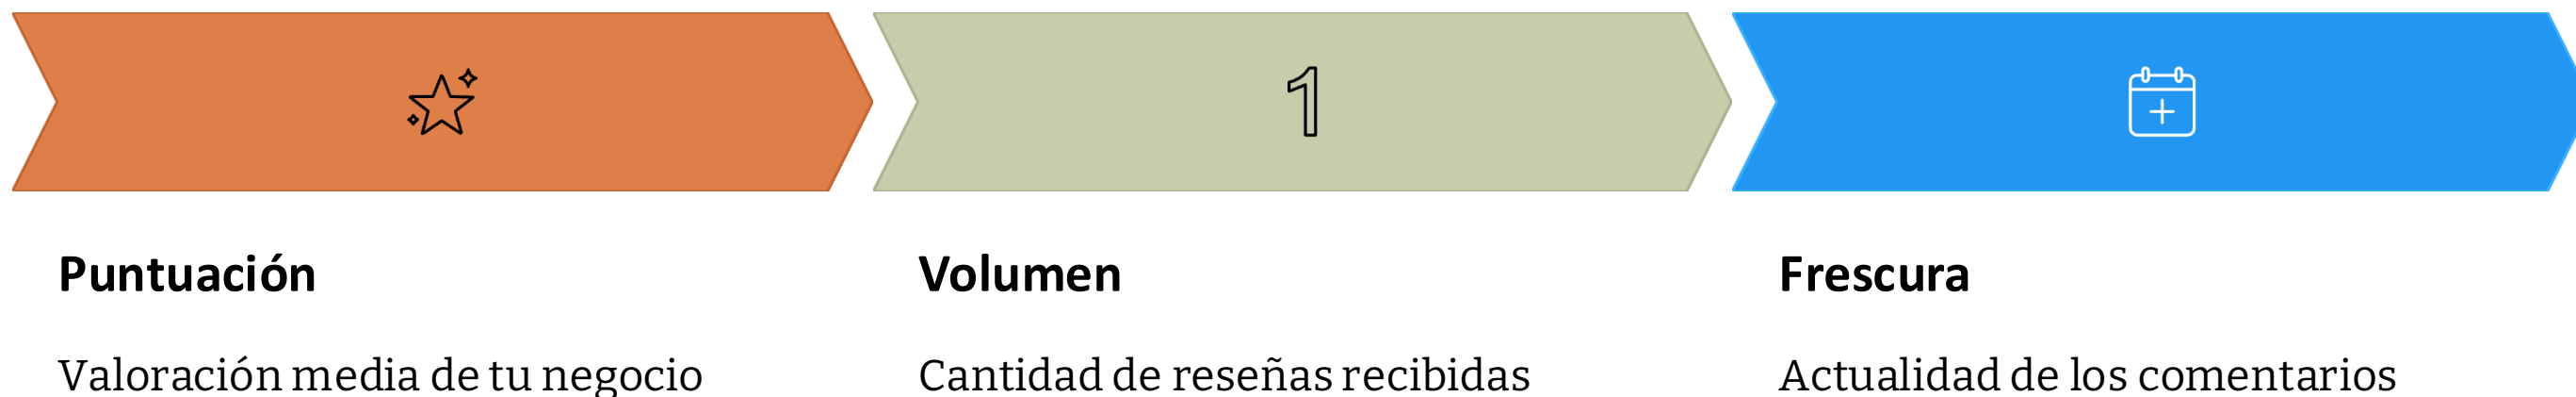 1
Puntuación
Valoración media de tu negocio
Volumen
Cantidad de reseñas recibidas
Frescura
Actualidad de los comentarios